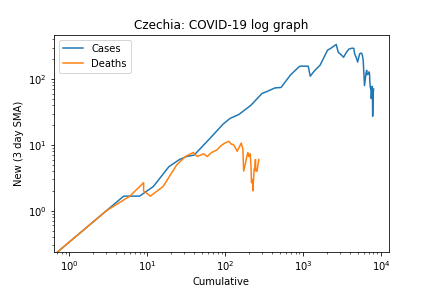 Czechia: COVID-19 log graph
Cases
Deaths
New (3 day SMA)
10²
10¹
10⁰
10⁰ 10¹ 10² 10³ 10⁴
Cumulative